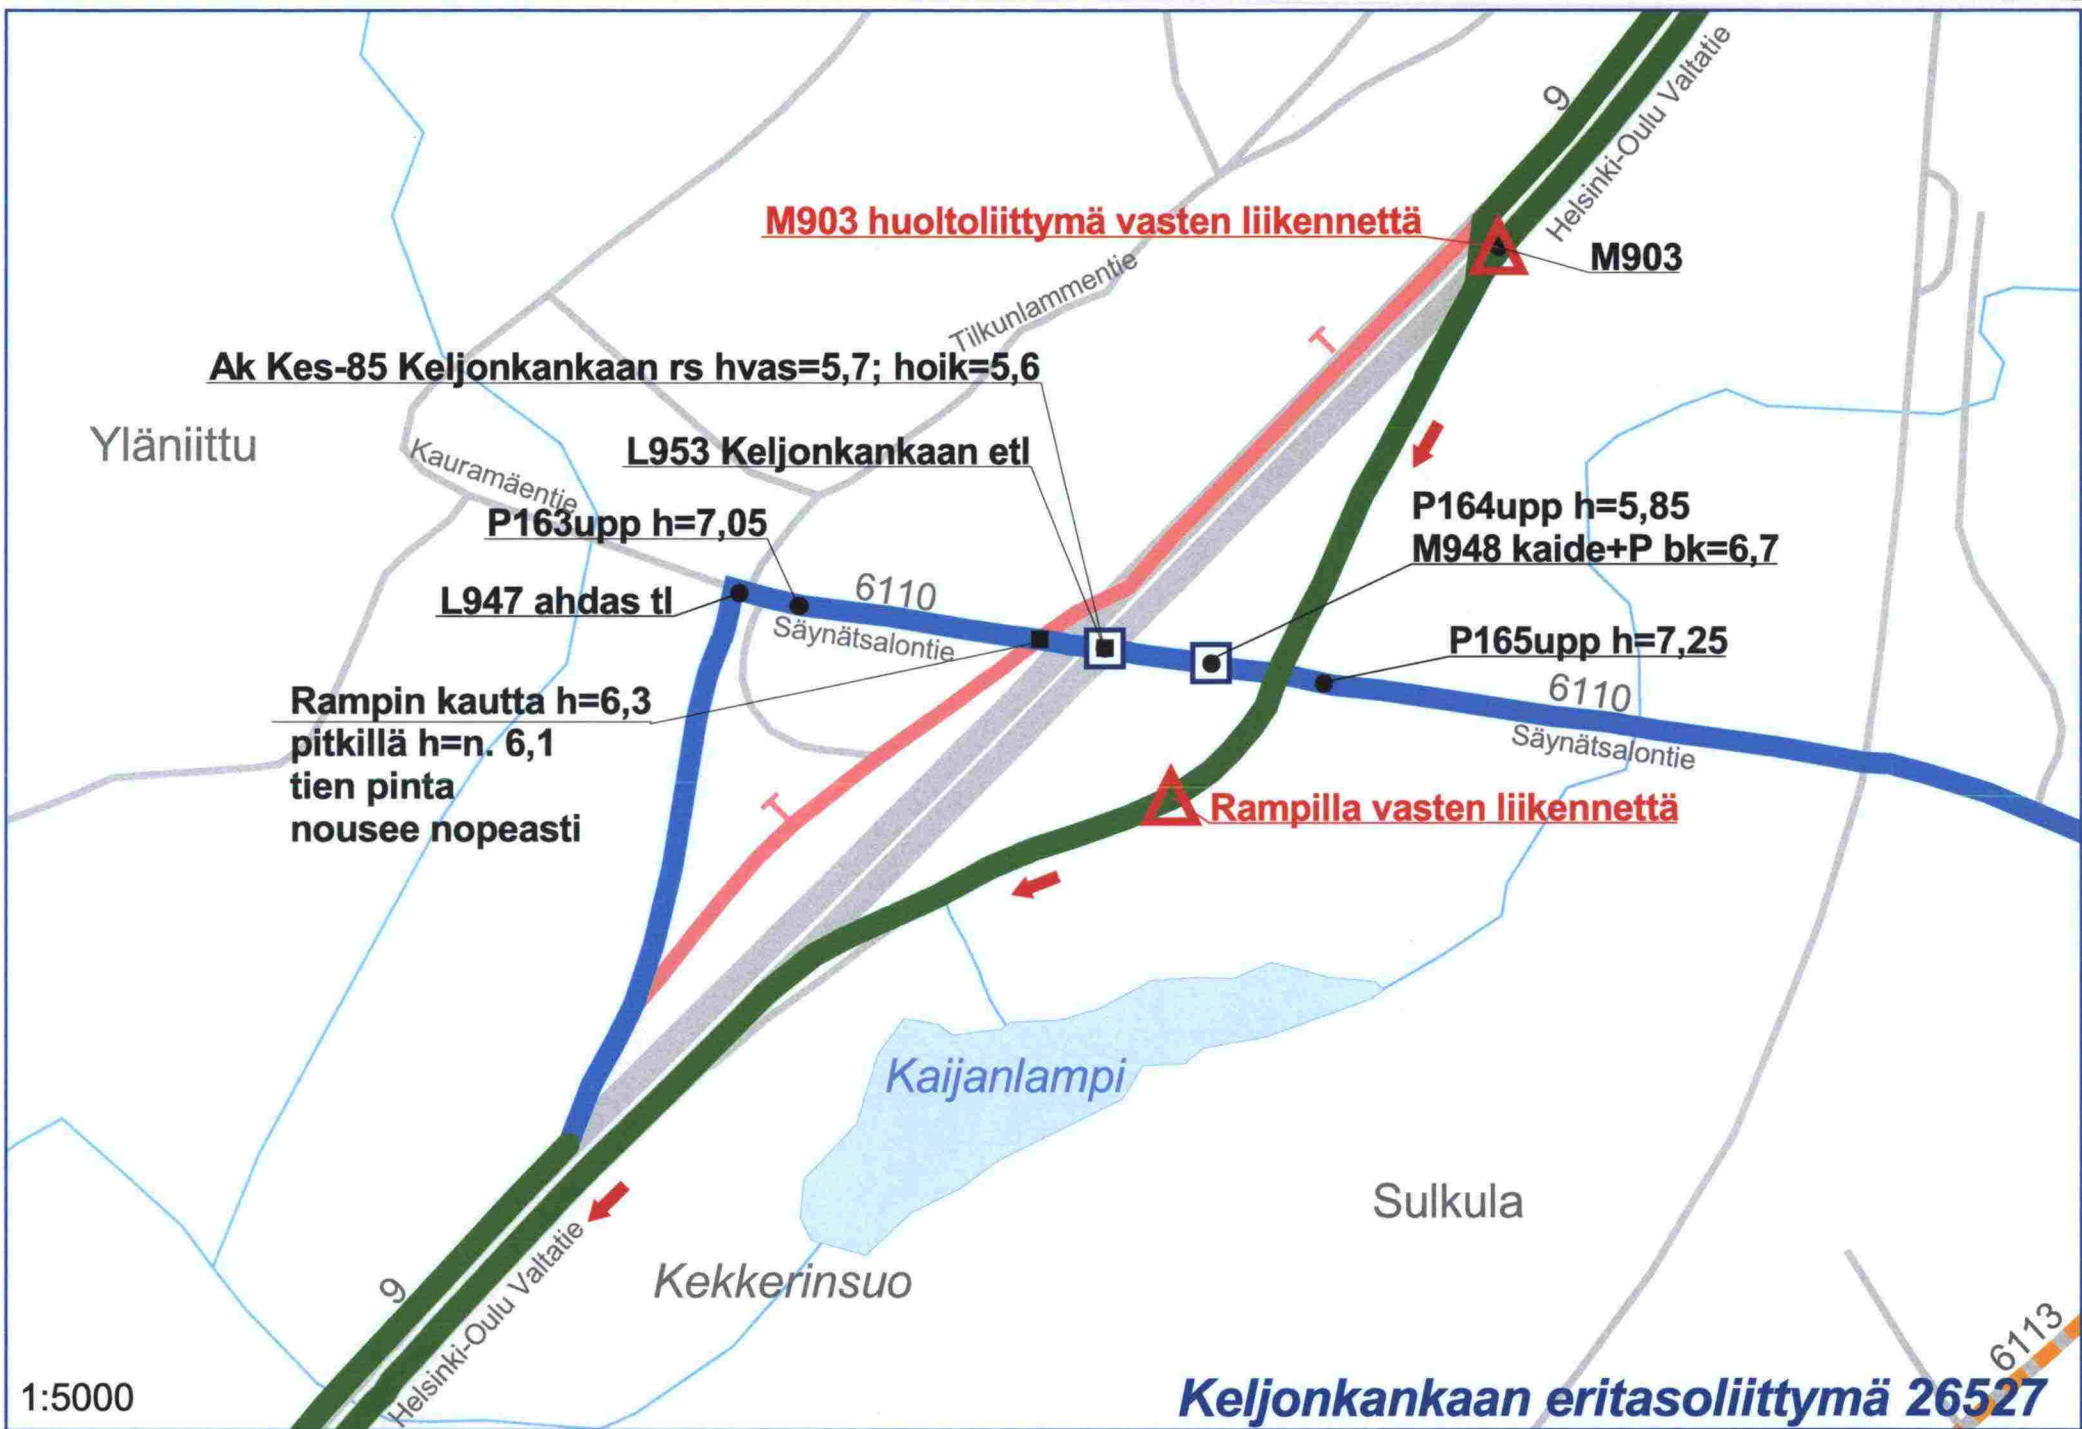 9
Helsinki-Oulu Valtatie
M903 huoltoliittymä vasten liikennettä
M903
Tilkunlammentie
T
Ak Kes-85 Keljonkankaan rs hvas=5,7; hoik=5,6
Yläniittu
Kauramäentie
L953 Keljonkankaan etl
P163upp h=7,05
P164upp h=5,85
M948 kaide+P bk=6,7
L947 ahdas tl
6110
Säynätsalontie
P165upp h=7,25
6110
Säynätsalontie
Rampin kautta h=6,3
pitkillä h=n. 6,1
tien pinta
nousee nopeasti
T
Rampilla vasten liikennettä
Kaijanlampi
Sulkula
Kekkerinsuo
9
Helsinki-Oulu Valtatie
6113
1:5000
Keljonkankaan eritasoliittymä 26527